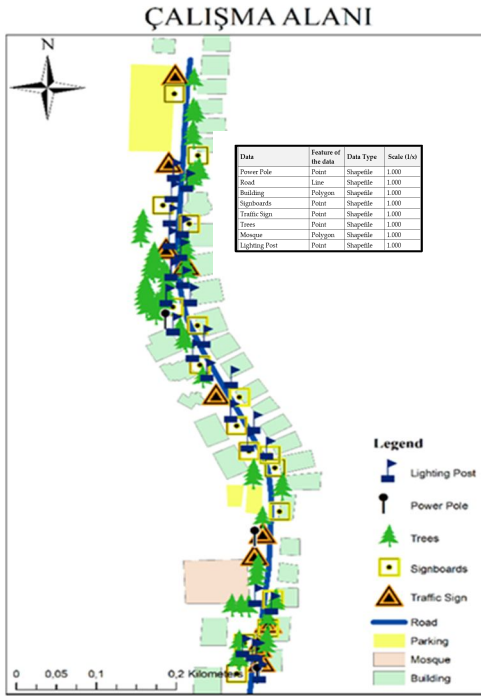 ÇALIŞMA ALANI
N
Data Feature of the data Data Type Scale (1/s)
Power Pole Point Shapefile 1.000
Road Line Shapefile 1.000
Building Polygon Shapefile 1.000
Signboards Point Shapefile 1.000
Traffic Sign Point Shapefile 1.000
Trees Point Shapefile 1.000
Mosque Polygon Shapefile 1.000
Lighting Post Point Shapefile 1.000
Legend
Lighting Post
Power Pole
Trees
Signboards
Traffic Sign
Road
Parking
Mosque
Building
0 0,05 0,1 0,2 Kilometers